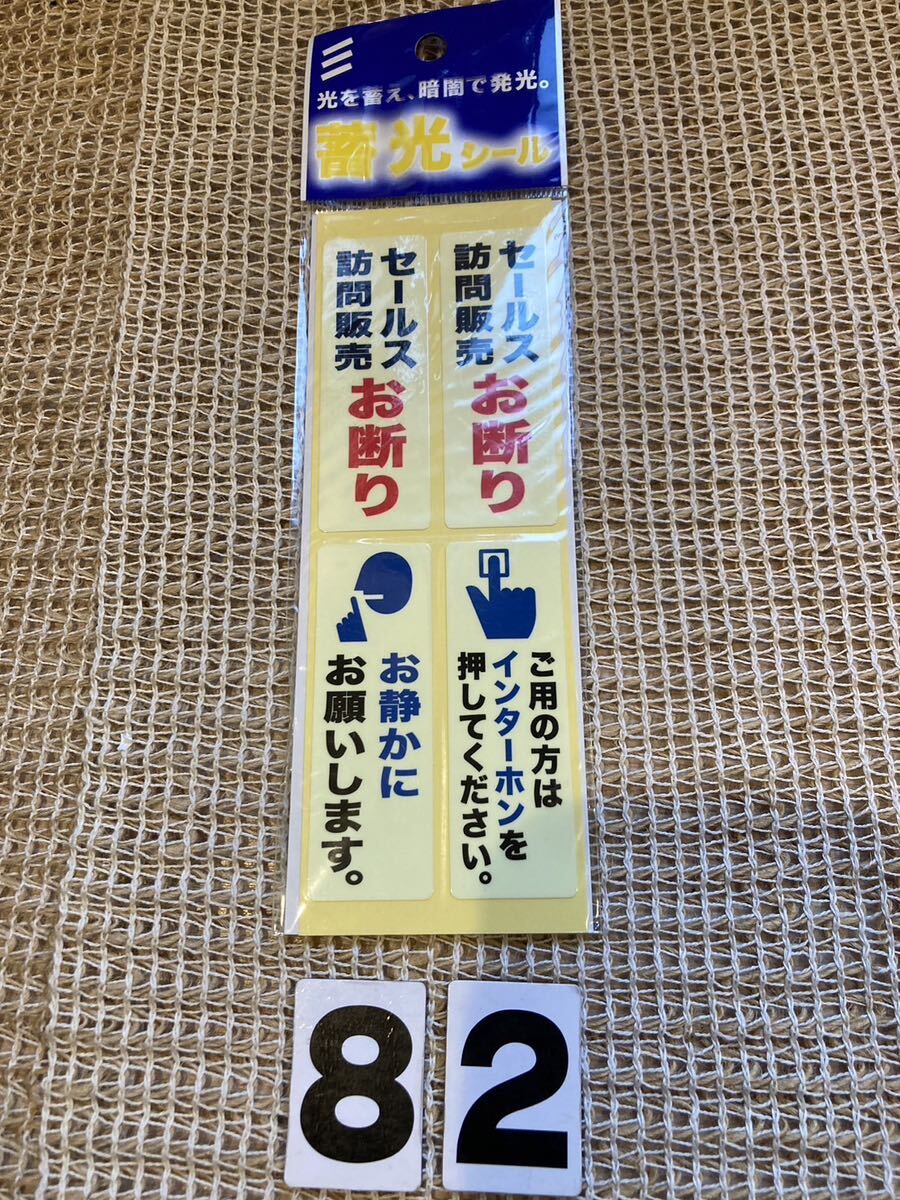 光を蓄え、暗闇で発光。
蓄光シール
セールス
訪問販売
お断り
セールス
訪問販売
お断り
ご用の方は
インターホンを
押してください。
お静かに
お願いします。
82